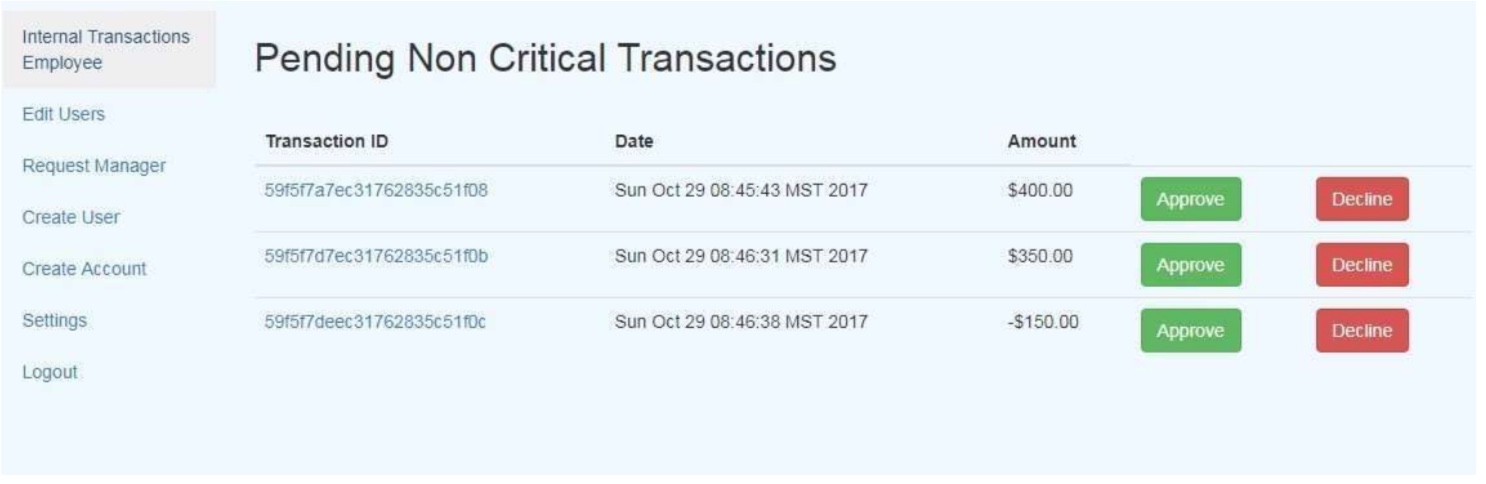 Internal Transactions
Employee
Edit Users
Request Manager
Create User
Create Account
Settings
Logout
Pending Non Critical Transactions
Transaction ID Date Amount
59f5f7a7ec31762835c51f08 Sun Oct 29 08:45:43 MST 2017 $400.00 Approve Decline
59f5f7d7ec31762835c51f0b Sun Oct 29 08:46:31 MST 2017 $350.00 Approve Decline
59f5f7deec31762835c51f0c Sun Oct 29 08:46:38 MST 2017 -$150.00 Approve Decline